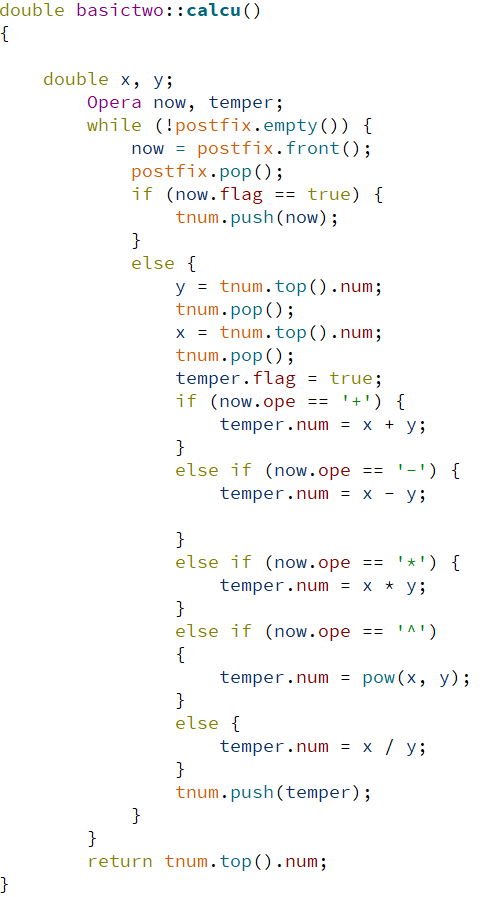 double basictwo::calcu()
{
    double x, y;
        Opera now, temper;
        while (!postfix.empty()) {
            now = postfix.front();
            postfix.pop();
            if (now.flag == true) {
                tnum.push(now);
            }
            else {
                y = tnum.top().num;
                tnum.pop();
                x = tnum.top().num;
                tnum.pop();
                temper.flag = true;
                if (now.ope == '+') {
                    temper.num = x + y;
                }
                else if (now.ope == '-') {
                    temper.num = x - y;

                }
                else if (now.ope == '*') {
                    temper.num = x * y;
                }
                else if (now.ope == '^')
                {
                    temper.num = pow(x, y);
                }
                else {
                    temper.num = x / y;
                }
                tnum.push(temper);
            }
        }
        return tnum.top().num;
}